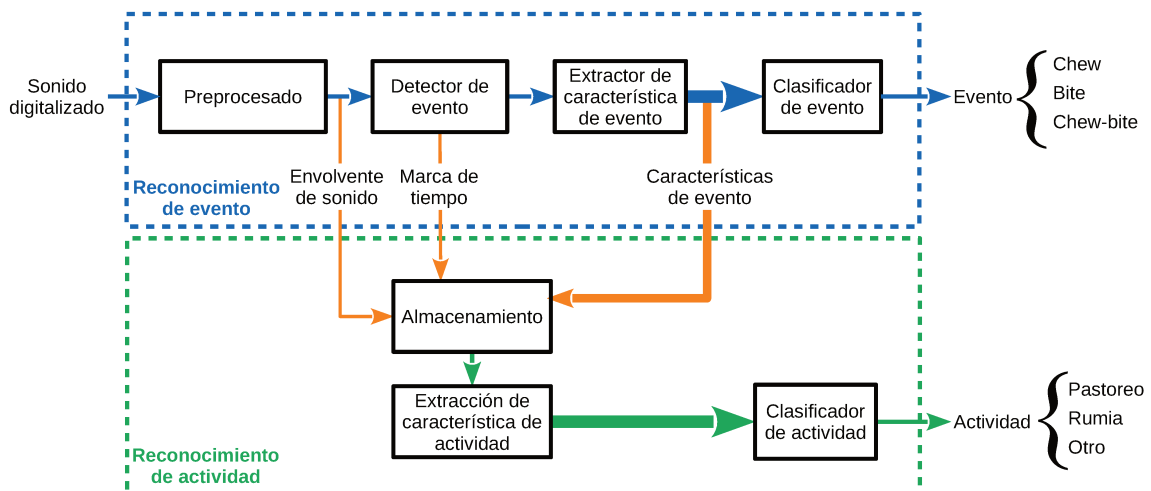 Sonido
digitalizado
Preprocesado
Detector de
evento
Extractor de
característica
de evento
Clasificador
de evento
Evento
Chew
Bite
Chew-bite
Envolvente
de sonido
Marca de
tiempo
Características
de evento
Reconocimiento
de evento
Almacenamiento
Extracción de
característica de
actividad
Clasificador
de actividad
Actividad
Pastoreo
Rumia
Otro
Reconocimiento
de actividad